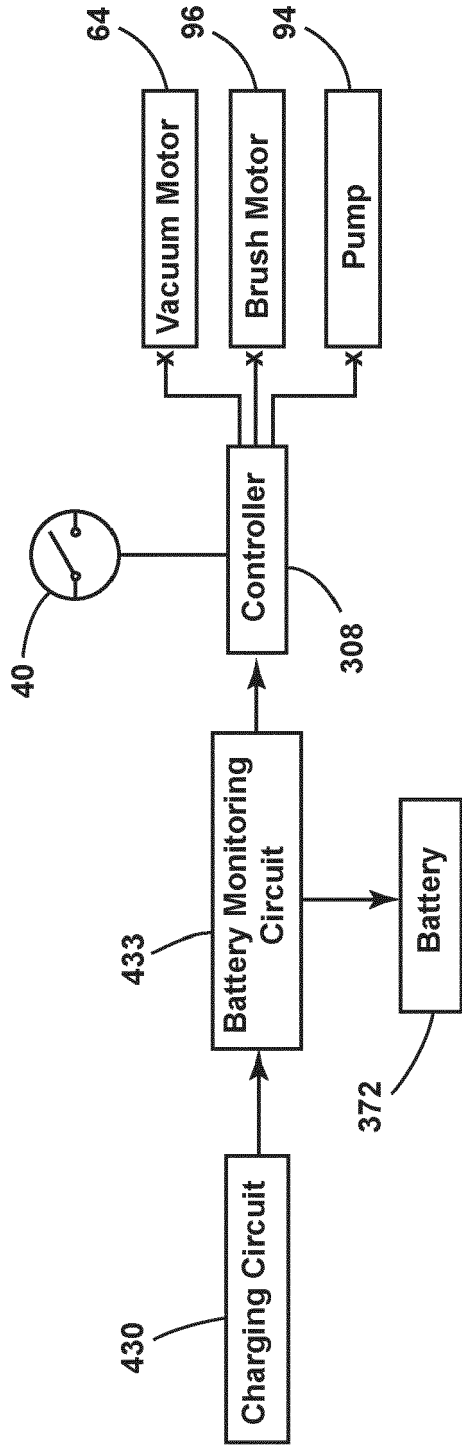 40
64
Vacuum Motor
96
Brush Motor
94
Pump
Controller
308
433
Battery Monitoring
Circuit
Battery
372
430
Charging Circuit